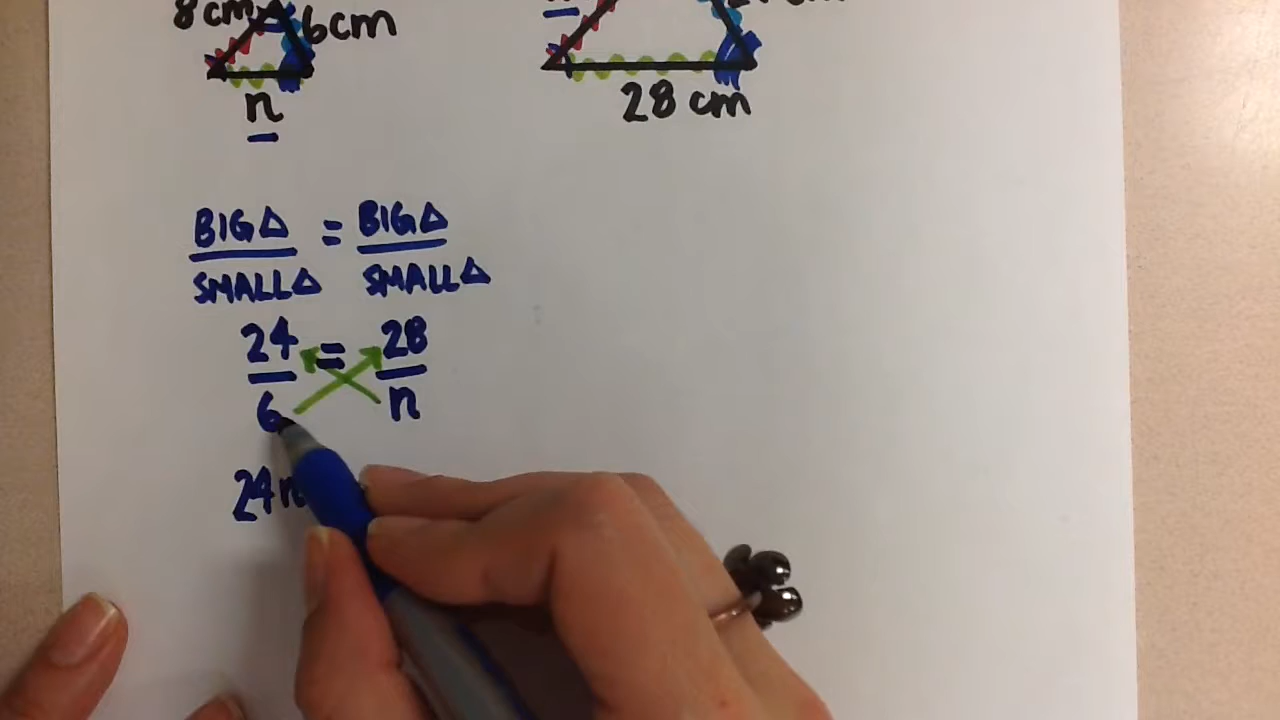 8cm 6cm
n 28 cm
BIG△ = BIG△
SMALL△ SMALL△
24 = 28
6 n
24n